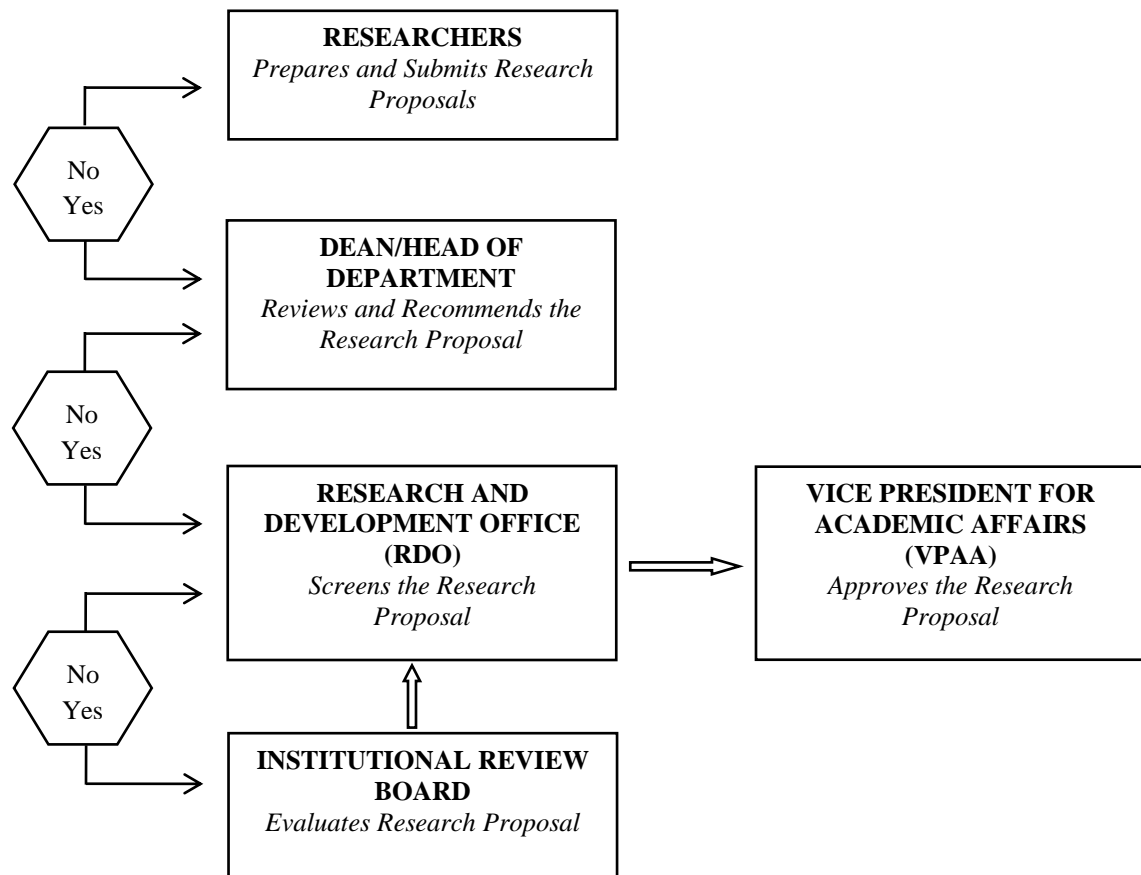 RESEARCHERS
Prepares and Submits Research
Proposals
No
Yes
DEAN/HEAD OF
DEPARTMENT
Reviews and Recommends the
Research Proposal
No
Yes
RESEARCH AND
DEVELOPMENT OFFICE
(RDO)
Screens the Research
Proposal
VICE PRESIDENT FOR
ACADEMIC AFFAIRS
(VPAA)
Approves the Research
Proposal
No
Yes
INSTITUTIONAL REVIEW
BOARD
Evaluates Research Proposal